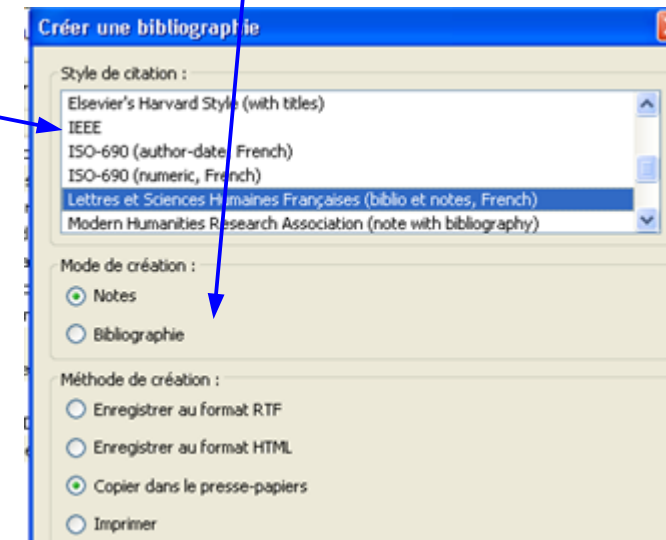 Créer une bibliographie
Style de citation :
Elsevier's Harvard Style (with titles)
IEEE
ISO-690 (author-date, French)
ISO-690 (numeric, French)
Lettres et Sciences Humaines Françaises (biblio et notes, French)
Modern Humanities Research Association (note with bibliography)
Mode de création :
Notes
Bibliographie
Méthode de création :
Enregistrer au format RTF
Enregistrer au format HTML
Copier dans le presse-papiers
Imprimer